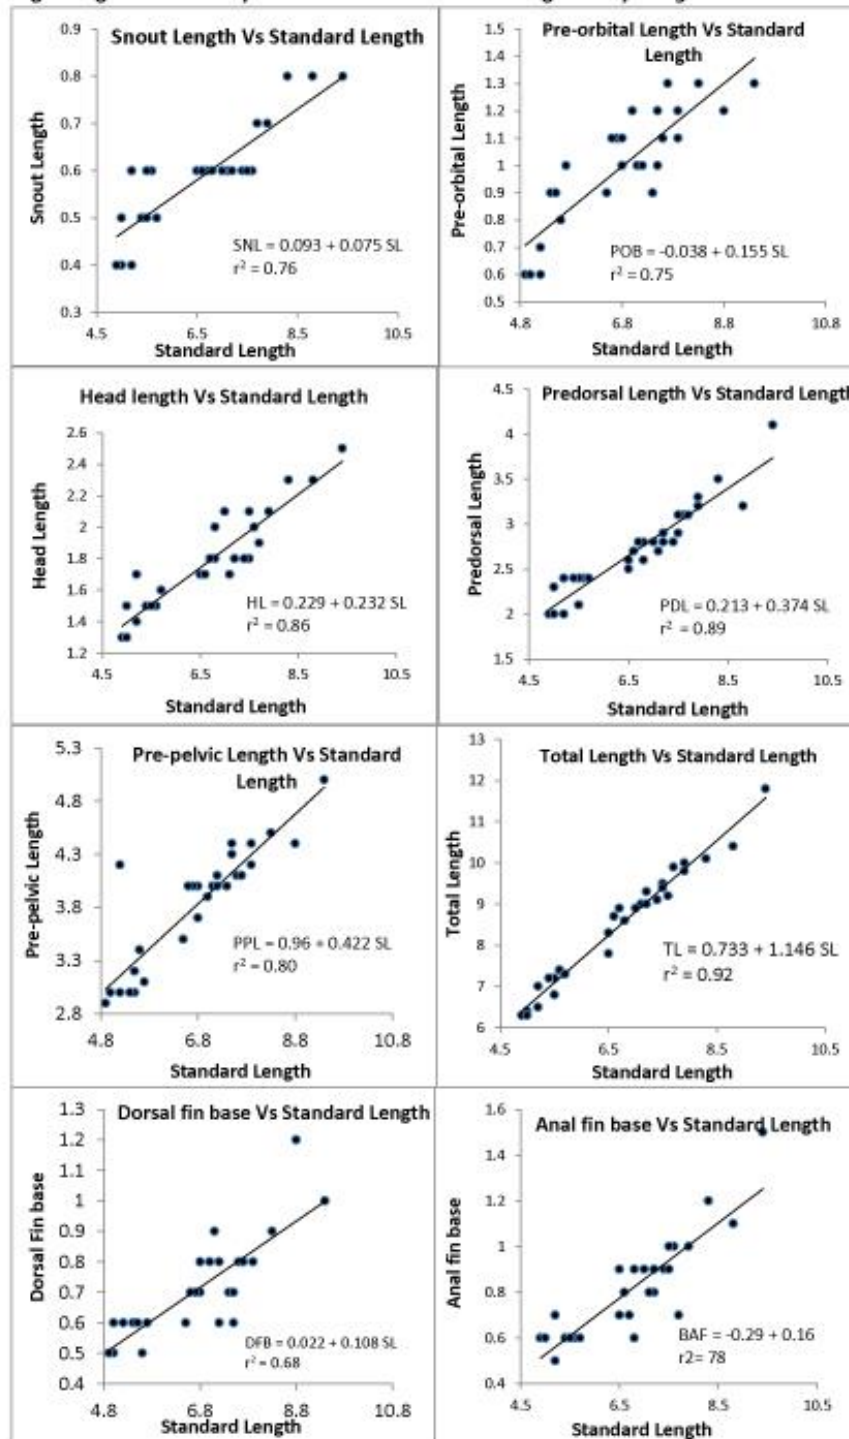 Snout Length Vs Standard Length
0.9
0.8
0.7
0.6
0.5
0.4
0.3
Snout Length
SNL = 0.093 + 0.075 SL
r² = 0.76
4.5 6.5 8.5 10.5
Standard Length
Pre-orbital Length Vs Standard
Length
1.5
1.4
1.3
1.2
1.1
1
0.9
0.8
0.7
0.6
0.5
Pre-orbital Length
POB = -0.038 + 0.155 SL
r² = 0.75
4.8 6.8 8.8 10.8
Standard Length
Head length Vs Standard Length
2.6
2.4
2.2
2
1.8
1.6
1.4
1.2
Head Length
HL = 0.229 + 0.232 SL
r² = 0.86
4.5 6.5 8.5 10.5
Standard Length
Predorsal Length Vs Standard Length
4.5
4
3.5
3
2.5
2
1.5
Predorsal Length
PDL = 0.213 + 0.374 SL
r² = 0.89
4.5 6.5 8.5 10.5
Standard Length
Pre-pelvic Length Vs Standard
Length
5.3
4.8
4.3
3.8
3.3
2.8
Pre-pelvic Length
PPL = 0.96 + 0.422 SL
r² = 0.80
4.8 6.8 8.8 10.8
Standard Length
Total Length Vs Standard Length
13
12
11
10
9
8
7
6
Total Length
TL = 0.733 + 1.146 SL
r² = 0.92
4.5 6.5 8.5 10.5
Standard Length
Dorsal fin base Vs Standard Length
1.3
1.2
1.1
1
0.9
0.8
0.7
0.6
0.5
0.4
Dorsal Fin base
DFB = 0.022 + 0.108 SL
r² = 0.68
4.8 6.8 8.8 10.8
Standard Length
Anal fin base Vs Standard Length
1.6
1.4
1.2
1
0.8
0.6
0.4
Anal fin base
BAF = -0.29 + 0.16
r2= 78
4.5 6.5 8.5 10.5
Standard Length